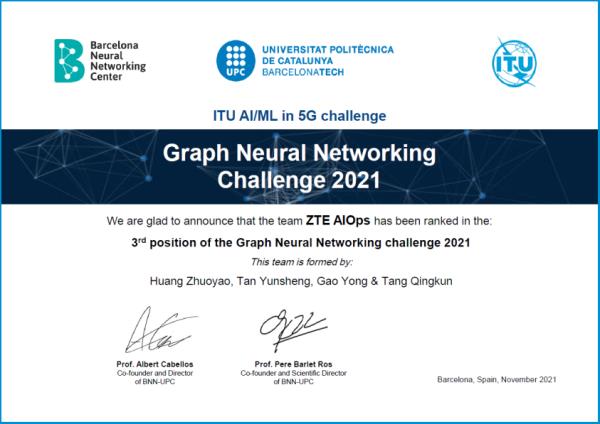 Barcelona
Neural
Networking
Center
UNIVERSITAT POLITÈCNICA
DE CATALUNYA
BARCELONATECH
UPC
ITU
ITU AI/ML in 5G challenge
Graph Neural Networking
Challenge 2021
We are glad to announce that the team ZTE AIOps has been ranked in the:
3rd position of the Graph Neural Networking challenge 2021
This team is formed by:
Huang Zhuoyao, Tan Yunsheng, Gao Yong & Tang Qingkun
Prof. Albert Cabellos
Co-founder and Director
of BNN-UPC
Prof. Pere Barlet Ros
Co-founder and Scientific Director
of BNN-UPC
Barcelona, Spain, November 2021